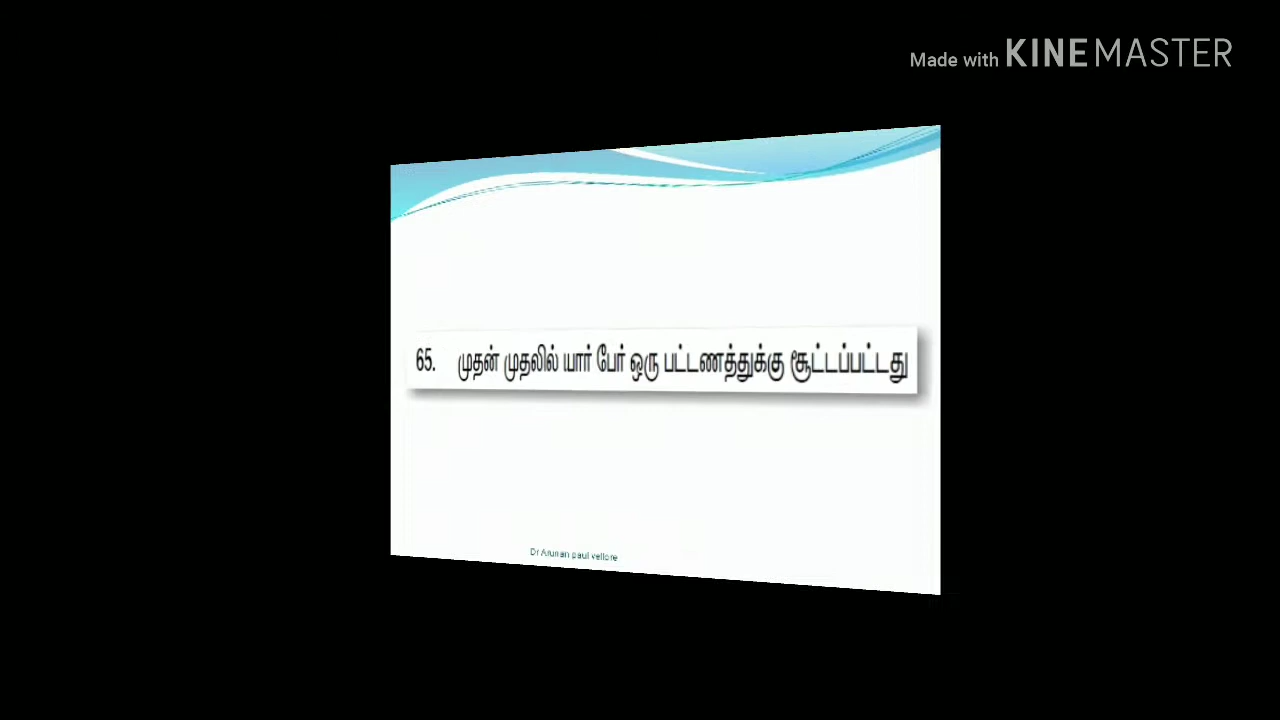 Made with KINEMASTER
65. முதன் முதலில் யார் பேர் ஒரு பட்டணத்துக்கு சூட்டப்பட்டது
Dr Arunan paul vellore